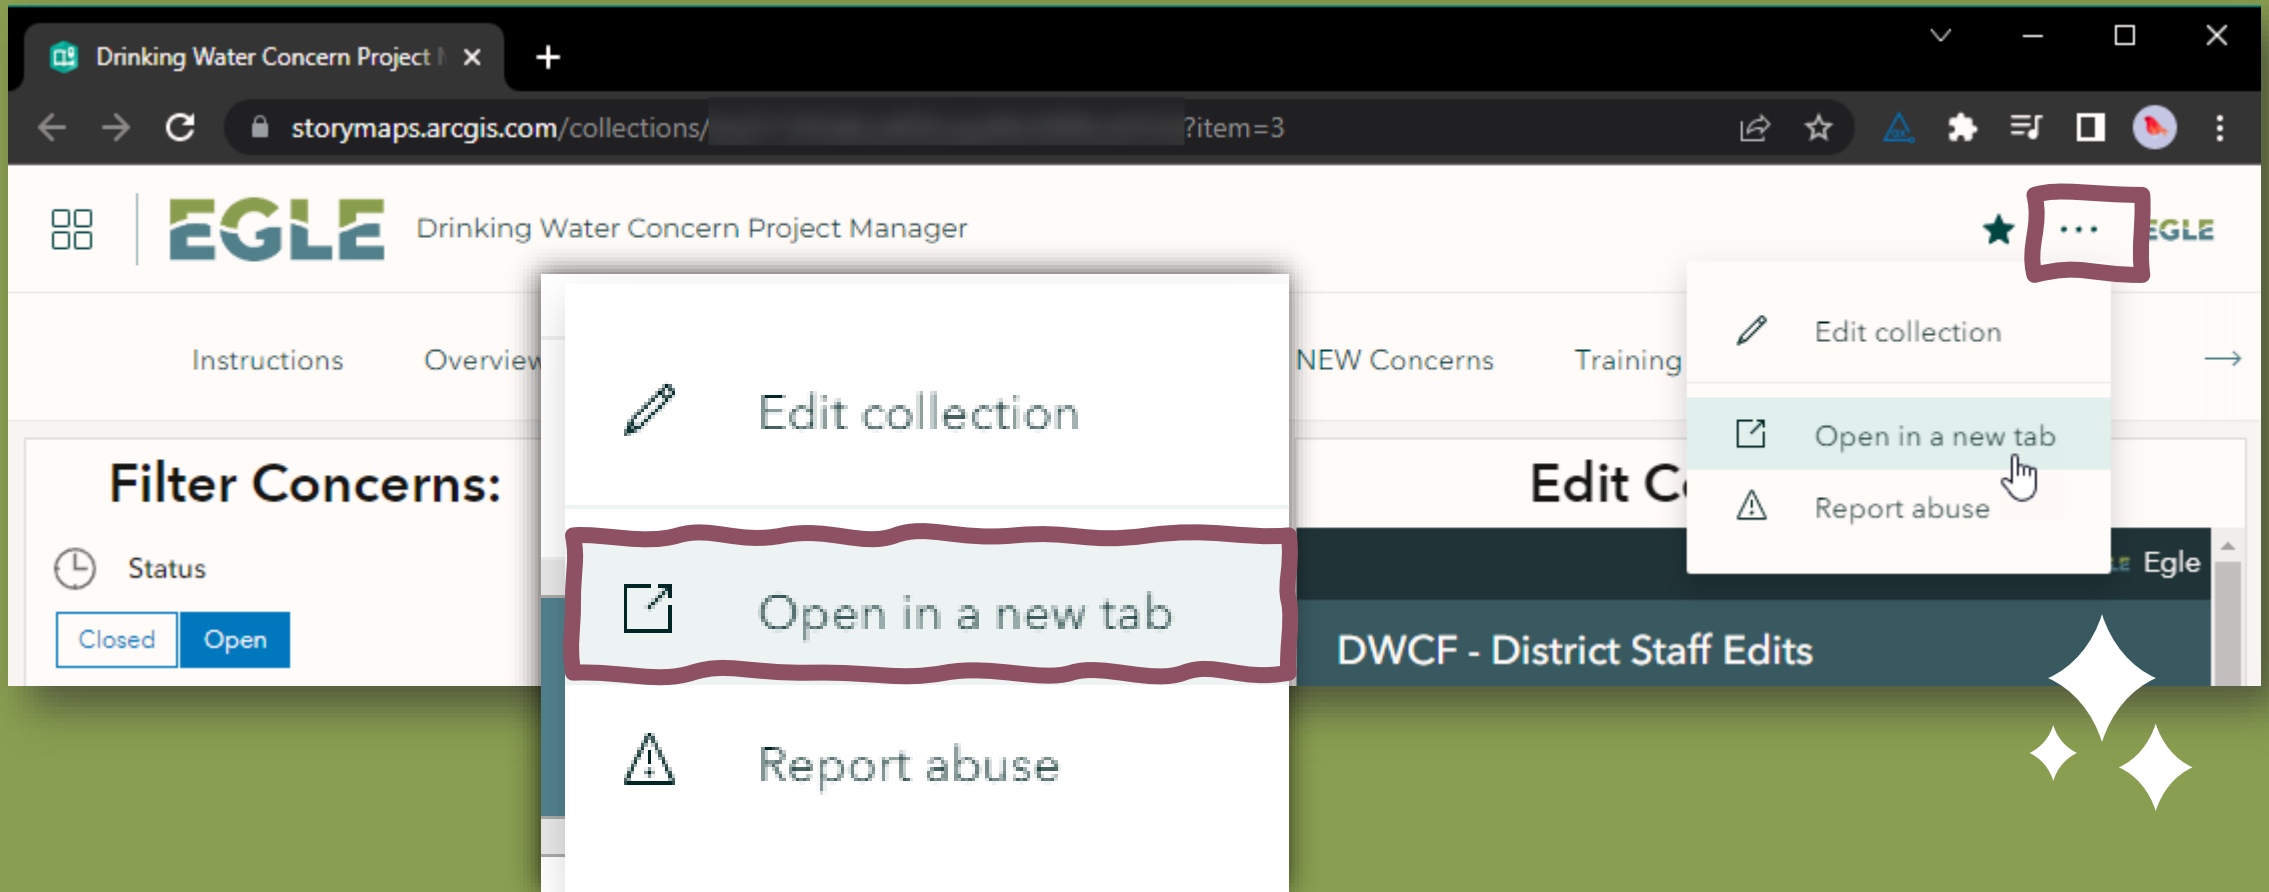 Drinking Water Concern Project
storymaps.arcgis.com/collections/ ?item=3
EGLE Drinking Water Concern Project Manager
EGLE
Instructions Overview NEW Concerns Training
Edit collection
Open in a new tab
Report abuse
Edit collection
Open in a new tab
Report abuse
Filter Concerns:
Edit
Status
Closed Open
Egle
DWCF - District Staff Edits